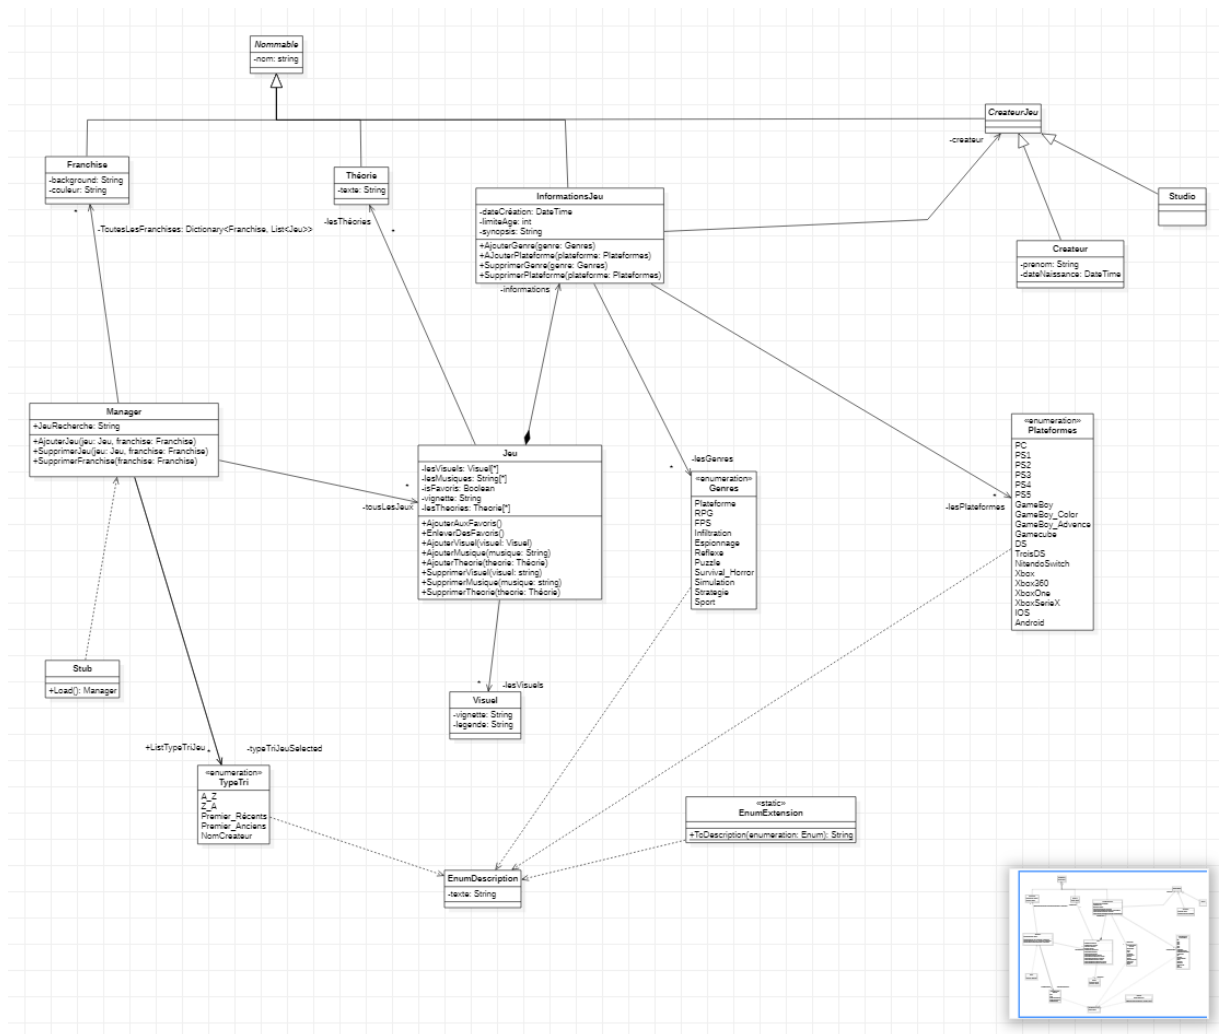 Nommable
-nom: string
CreateurJeu
-createur
Franchise
-background: String
-couleur: String
*
-ToutesLesFranchises: Dictionary<Franchise, List<Jeu>>
Théorie
-texte: String
-lesThéories
*
InformationsJeu
-dateCréation: DateTime
-limiteAge: int
-synopsis: String
+AjouterGenre(genre: Genres)
+AJouterPlateforme(plateforme: Plateformes)
+SupprimerGenre(genre: Genres)
+SupprimerPlateforme(plateforme: Plateformes)
-informations
Studio
Createur
-prenom: String
-dateNaissance: DateTime
Manager
+JeuRecherche: String
+AjouterJeu(jeu: Jeu, franchise: Franchise)
+SupprimerJeu(jeu: Jeu, franchise: Franchise)
+SupprimerFranchise(franchise: Franchise)
*
-tousLesJeux
Jeu
-lesVisuels: Visuel[*]
-lesMusiques: String[*]
-isFavoris: Boolean
-vignette: String
-lesTheories: Theorie[*]
+AjouterAuxFavoris()
+EnleverDesFavoris()
+AjouterVisuel(visuel: Visuel)
+AjouterMusique(musique: String)
+AjouterTheorie(theorie: Théorie)
+SupprimerVisuel(visuel: string)
+SupprimerMusique(musique: string)
+SupprimerTheorie(theorie: Théorie)
-lesGenres
*
«enumeration»
Genres
Plateforme
RPG
FPS
Infiltration
Espionnage
Reflexe
Puzzle
Survival_Horror
Simulation
Strategie
Sport
*
-lesPlateformes
«enumeration»
Plateformes
PC
PS1
PS2
PS3
PS4
PS5
GameBoy
GameBoy_Color
GameBoy_Advence
Gamecube
DS
TroisDS
NitendoSwitch
Xbox
Xbox360
XboxOne
XboxSerieX
IOS
Android
Stub
+Load(): Manager
*
-lesVisuels
Visuel
-vignette: String
-legende: String
+ListTypeTriJeu
*
-typeTriJeuSelected
«enumeration»
TypeTri
A_Z
Z_A
Premier_Récents
Premier_Anciens
NomCreateur
«static»
EnumExtension
+ToDescription(enumeration: Enum): String
EnumDescription
-texte: String